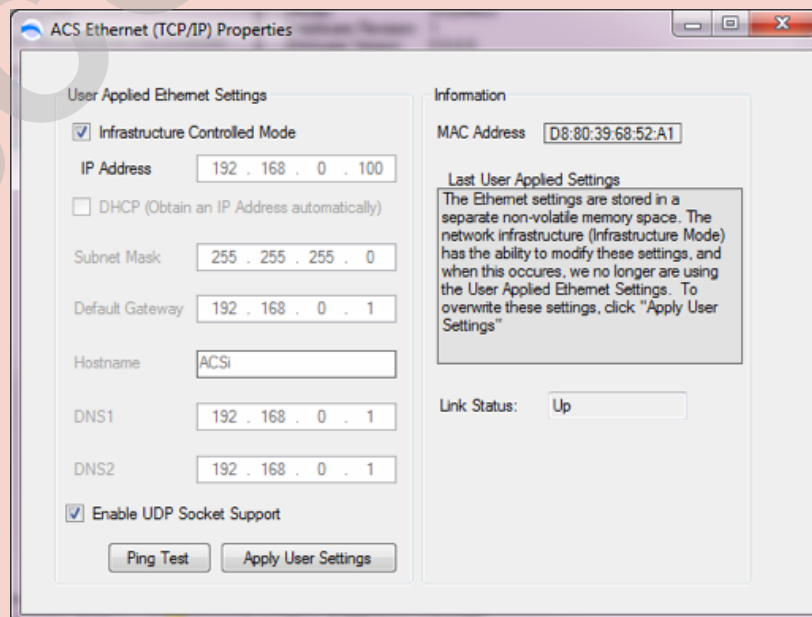 ACS Ethernet (TCP/IP) Properties
User Applied Ethernet Settings
Infrastructure Controlled Mode
IP Address 192 . 168 . 0 . 100
DHCP (Obtain an IP Address automatically)
Subnet Mask 255 . 255 . 255 . 0
Default Gateway 192 . 168 . 0 . 1
Hostname ACSi
DNS1 192 . 168 . 0 . 1
DNS2 192 . 168 . 0 . 1
Enable UDP Socket Support
Ping Test Apply User Settings
Information
MAC Address D8:80:39:68:52:A1
Last User Applied Settings
The Ethernet settings are stored in a
separate non-volatile memory space. The
network infrastructure (Infrastructure Mode)
has the ability to modify these settings, and
when this occures, we no longer are using
the User Applied Ethernet Settings. To
overwrite these settings, click "Apply User
Settings"
Link Status: Up